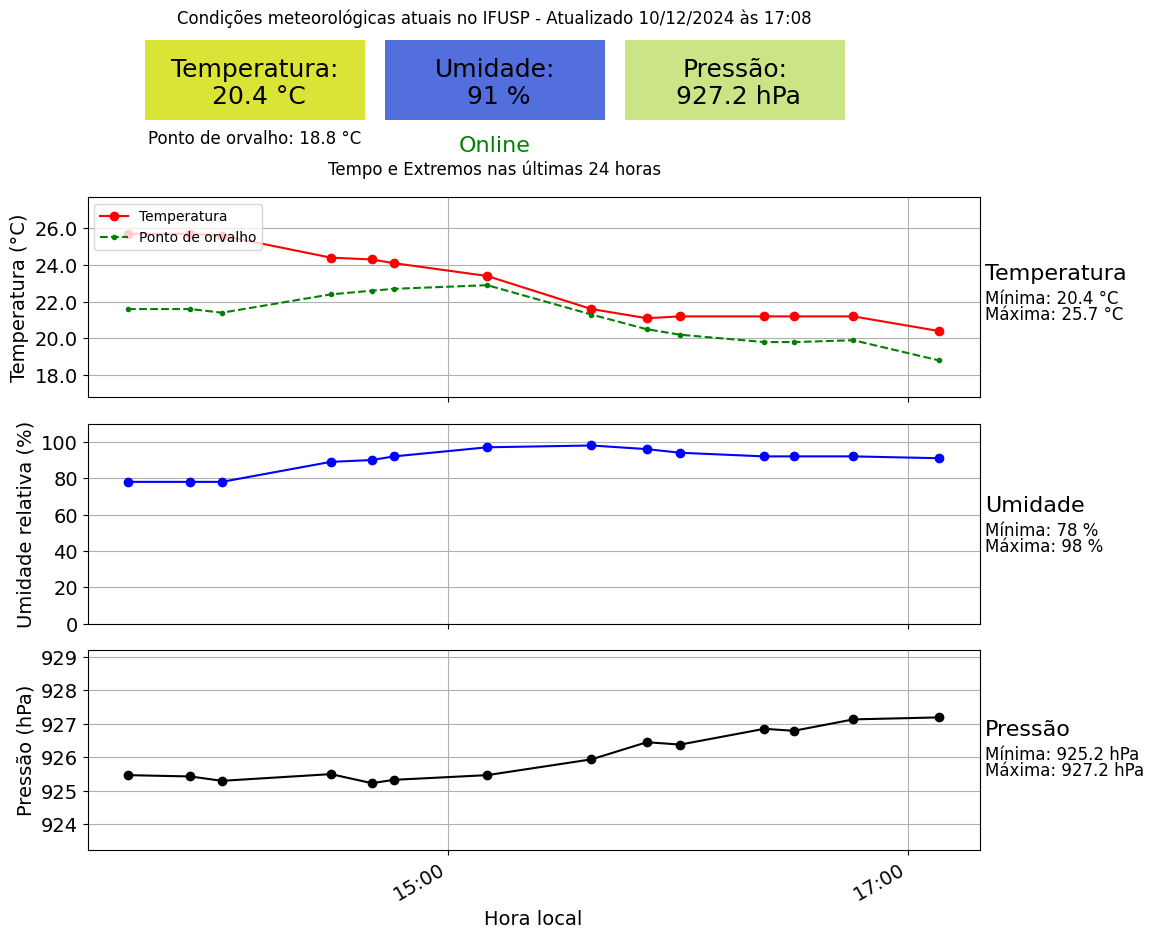 Condições meteorológicas atuais no IFUSP - Atualizado 10/12/2024 às 17:08
Temperatura:
20.4 °C
Umidade:
91 %
Pressão:
927.2 hPa
Ponto de orvalho: 18.8 °C
Online
Tempo e Extremos nas últimas 24 horas
Temperatura (°C)
26.0
24.0
22.0
20.0
18.0
Temperatura
Ponto de orvalho
Temperatura
Mínima: 20.4 °C
Máxima: 25.7 °C
Umidade relativa (%)
100
80
60
40
20
0
Umidade
Mínima: 78 %
Máxima: 98 %
Pressão (hPa)
929
928
927
926
925
924
Pressão
Mínima: 925.2 hPa
Máxima: 927.2 hPa
15:00
17:00
Hora local